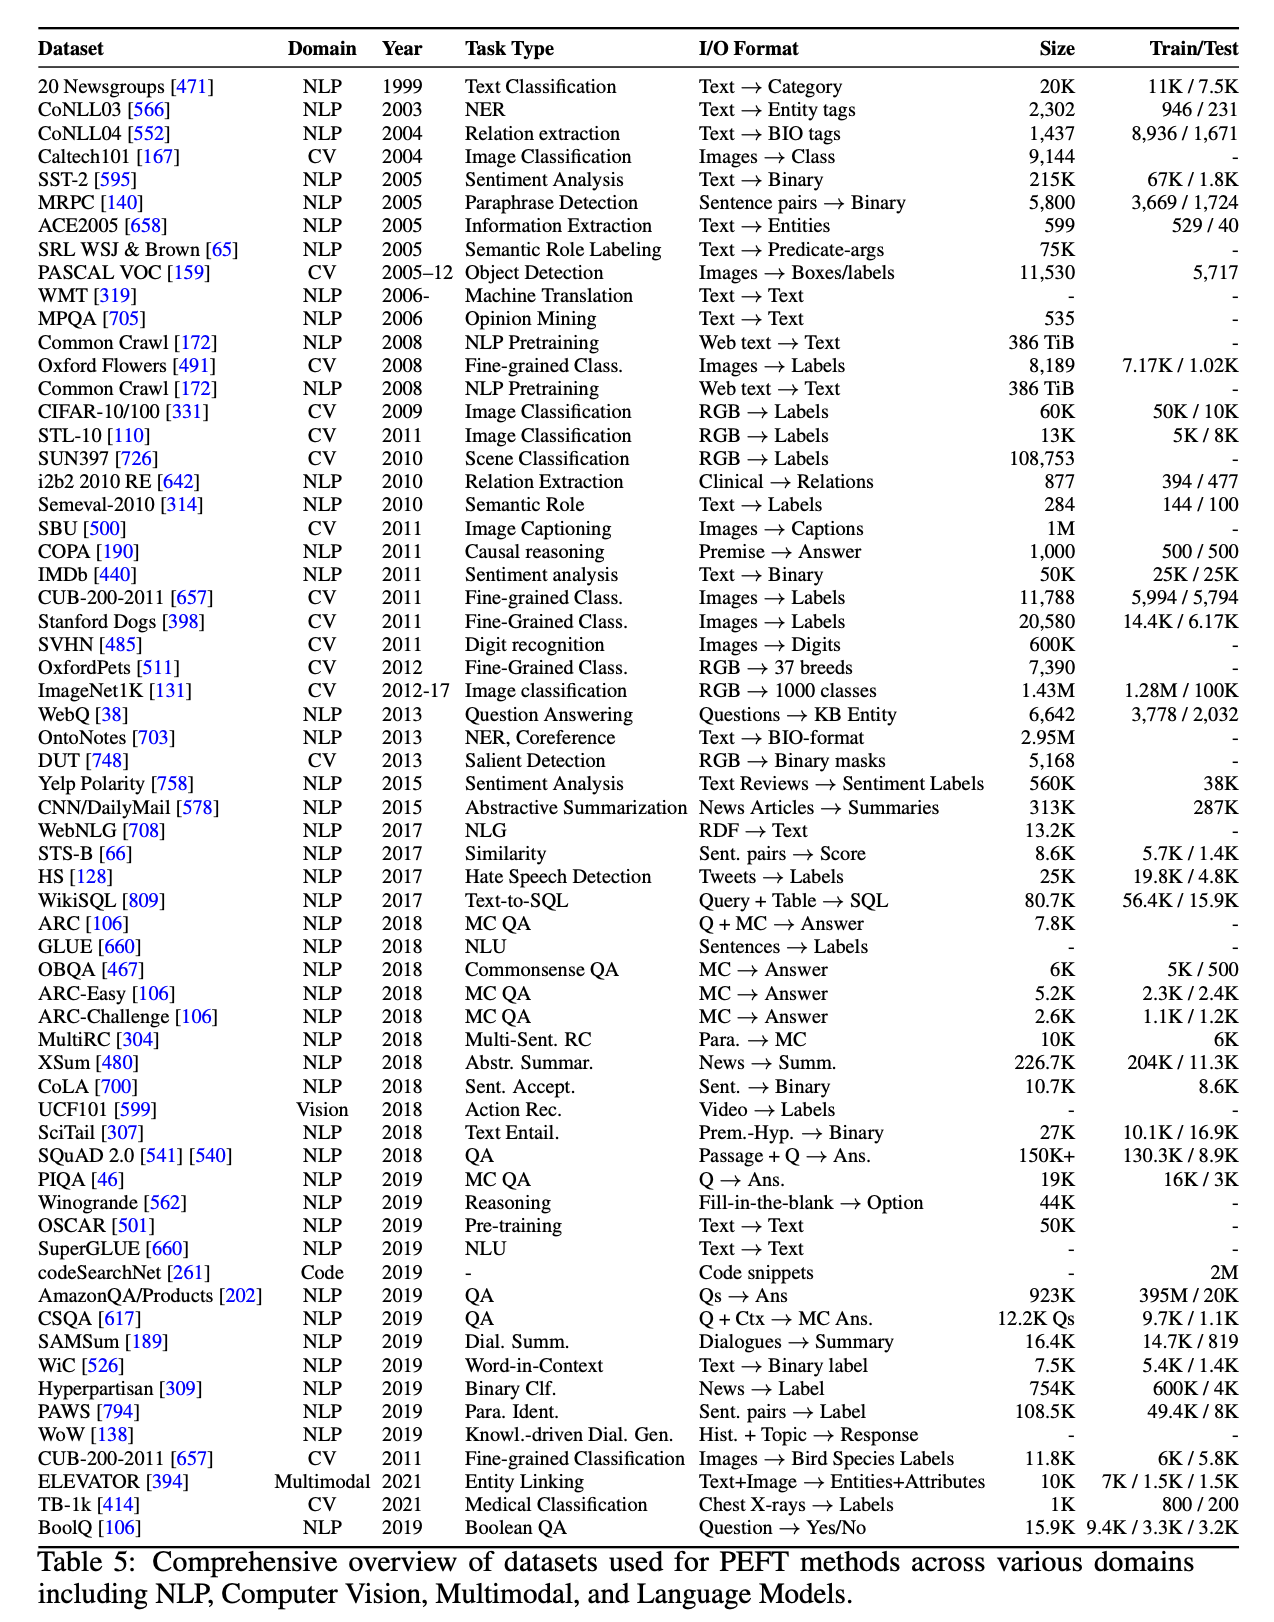 Dataset Domain Year Task Type I/O Format Size Train/Test
20 Newsgroups [471] NLP 1999 Text Classification Text → Category 20K 11K / 7.5K
CoNLL03 [566] NLP 2003 NER Text → Entity tags 2,302 946 / 231
CoNLL04 [552] NLP 2004 Relation extraction Text → BIO tags 1,437 8,936 / 1,671
Caltech101 [167] CV 2004 Image Classification Images → Class 9,144 -
SST-2 [595] NLP 2005 Sentiment Analysis Text → Binary 215K 67K / 1.8K
MRPC [140] NLP 2005 Paraphrase Detection Sentence pairs → Binary 5,800 3,669 / 1,724
ACE2005 [658] NLP 2005 Information Extraction Text → Entities 599 529 / 40
SRL WSJ & Brown [65] NLP 2005 Semantic Role Labeling Text → Predicate-args 75K -
PASCAL VOC [159] CV 2005–12 Object Detection Images → Boxes/labels 11,530 5,717
WMT [319] NLP 2006- Machine Translation Text → Text - -
MPQA [705] NLP 2006 Opinion Mining Text → Text 535 -
Common Crawl [172] NLP 2008 NLP Pretraining Web text → Text 386 TiB -
Oxford Flowers [491] CV 2008 Fine-grained Class. Images → Labels 8,189 7.17K / 1.02K
Common Crawl [172] NLP 2008 NLP Pretraining Web text → Text 386 TiB -
CIFAR-10/100 [331] CV 2009 Image Classification RGB → Labels 60K 50K / 10K
STL-10 [110] CV 2011 Image Classification RGB → Labels 13K 5K / 8K
SUN397 [726] CV 2010 Scene Classification RGB → Labels 108,753 -
i2b2 2010 RE [642] NLP 2010 Relation Extraction Clinical → Relations 877 394 / 477
Semeval-2010 [314] NLP 2010 Semantic Role Text → Labels 284 144 / 100
SBU [500] CV 2011 Image Captioning Images → Captions 1M -
COPA [190] NLP 2011 Causal reasoning Premise → Answer 1,000 500 / 500
IMDb [440] NLP 2011 Sentiment analysis Text → Binary 50K 25K / 25K
CUB-200-2011 [657] CV 2011 Fine-grained Class. Images → Labels 11,788 5,994 / 5,794
Stanford Dogs [398] CV 2011 Fine-Grained Class. Images → Labels 20,580 14.4K / 6.17K
SVHN [485] CV 2011 Digit recognition Images → Digits 600K -
OxfordPets [511] CV 2012 Fine-Grained Class. RGB → 37 breeds 7,390 -
ImageNet1K [131] CV 2012-17 Image classification RGB → 1000 classes 1.43M 1.28M / 100K
WebQ [38] NLP 2013 Question Answering Questions → KB Entity 6,642 3,778 / 2,032
OntoNotes [703] NLP 2013 NER, Coreference Text → BIO-format 2.95M -
DUT [748] CV 2013 Salient Detection RGB → Binary masks 5,168 -
Yelp Polarity [758] NLP 2015 Sentiment Analysis Text Reviews → Sentiment Labels 560K 38K
CNN/DailyMail [578] NLP 2015 Abstractive Summarization News Articles → Summaries 313K 287K
WebNLG [708] NLP 2017 NLG RDF → Text 13.2K -
STS-B [66] NLP 2017 Similarity Sent. pairs → Score 8.6K 5.7K / 1.4K
HS [128] NLP 2017 Hate Speech Detection Tweets → Labels 25K 19.8K / 4.8K
WikiSQL [809] NLP 2017 Text-to-SQL Query + Table → SQL 80.7K 56.4K / 15.9K
ARC [106] NLP 2018 MC QA Q + MC → Answer 7.8K -
GLUE [660] NLP 2018 NLU Sentences → Labels - -
OBQA [467] NLP 2018 Commonsense QA MC → Answer 6K 5K / 500
ARC-Easy [106] NLP 2018 MC QA MC → Answer 5.2K 2.3K / 2.4K
ARC-Challenge [106] NLP 2018 MC QA MC → Answer 2.6K 1.1K / 1.2K
MultiRC [304] NLP 2018 Multi-Sent. RC Para. → MC 10K 6K
XSum [480] NLP 2018 Abstr. Summar. News → Summ. 226.7K 204K / 11.3K
CoLA [700] NLP 2018 Sent. Accept. Sent. → Binary 10.7K 8.6K
UCF101 [599] Vision 2018 Action Rec. Video → Labels - -
SciTail [307] NLP 2018 Text Entail. Prem.-Hyp. → Binary 27K 10.1K / 16.9K
SQuAD 2.0 [541] [540] NLP 2018 QA Passage + Q → Ans. 150K+ 130.3K / 8.9K
PIQA [46] NLP 2019 MC QA Q → Ans. 19K 16K / 3K
Winogrande [562] NLP 2019 Reasoning Fill-in-the-blank → Option 44K -
OSCAR [501] NLP 2019 Pre-training Text → Text 50K -
SuperGLUE [660] NLP 2019 NLU Text → Text - -
codeSearchNet [261] Code 2019 - Code snippets - 2M
AmazonQA/Products [202] NLP 2019 QA Qs → Ans 923K 395M / 20K
CSQA [617] NLP 2019 QA Q + Ctx → MC Ans. 12.2K Qs 9.7K / 1.1K
SAMSum [189] NLP 2019 Dial. Summ. Dialogues → Summary 16.4K 14.7K / 819
WiC [526] NLP 2019 Word-in-Context Text → Binary label 7.5K 5.4K / 1.4K
Hyperpartisan [309] NLP 2019 Binary Clf. News → Label 754K 600K / 4K
PAWS [794] NLP 2019 Para. Ident. Sent. pairs → Label 108.5K 49.4K / 8K
WoW [138] NLP 2019 Knowl.-driven Dial. Gen. Hist. + Topic → Response - -
CUB-200-2011 [657] CV 2011 Fine-grained Classification Images → Bird Species Labels 11.8K 6K / 5.8K
ELEVATOR [394] Multimodal 2021 Entity Linking Text+Image → Entities+Attributes 10K 7K / 1.5K / 1.5K
TB-1k [414] CV 2021 Medical Classification Chest X-rays → Labels 1K 800 / 200
BoolQ [106] NLP 2019 Boolean QA Question → Yes/No 15.9K 9.4K / 3.3K / 3.2K
Table 5: Comprehensive overview of datasets used for PEFT methods across various domains
including NLP, Computer Vision, Multimodal, and Language Models.